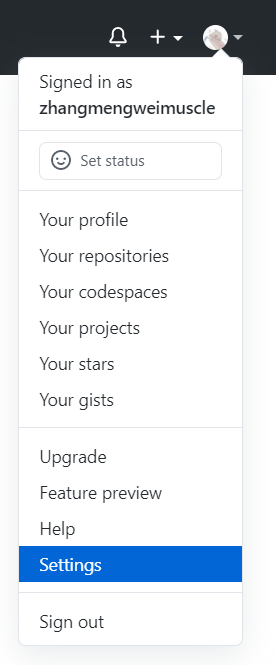 Signed in as
zhangmengweimuscle
Set status
Your profile
Your repositories
Your codespaces
Your projects
Your stars
Your gists
Upgrade
Feature preview
Help
Settings
Sign out